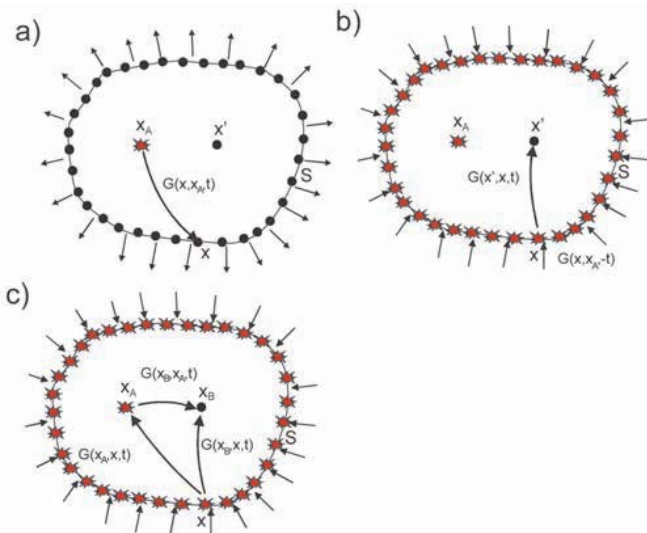 a)
x_A
x'
G(x,x_A,t)
S
x
b)
x_A
x'
G(x',x,t)
S
x
G(x,x_A,-t)
c)
G(x_B,x_A,t)
x_A
x_B
G(x_A,x,t)
G(x_B,x,t)
S
x